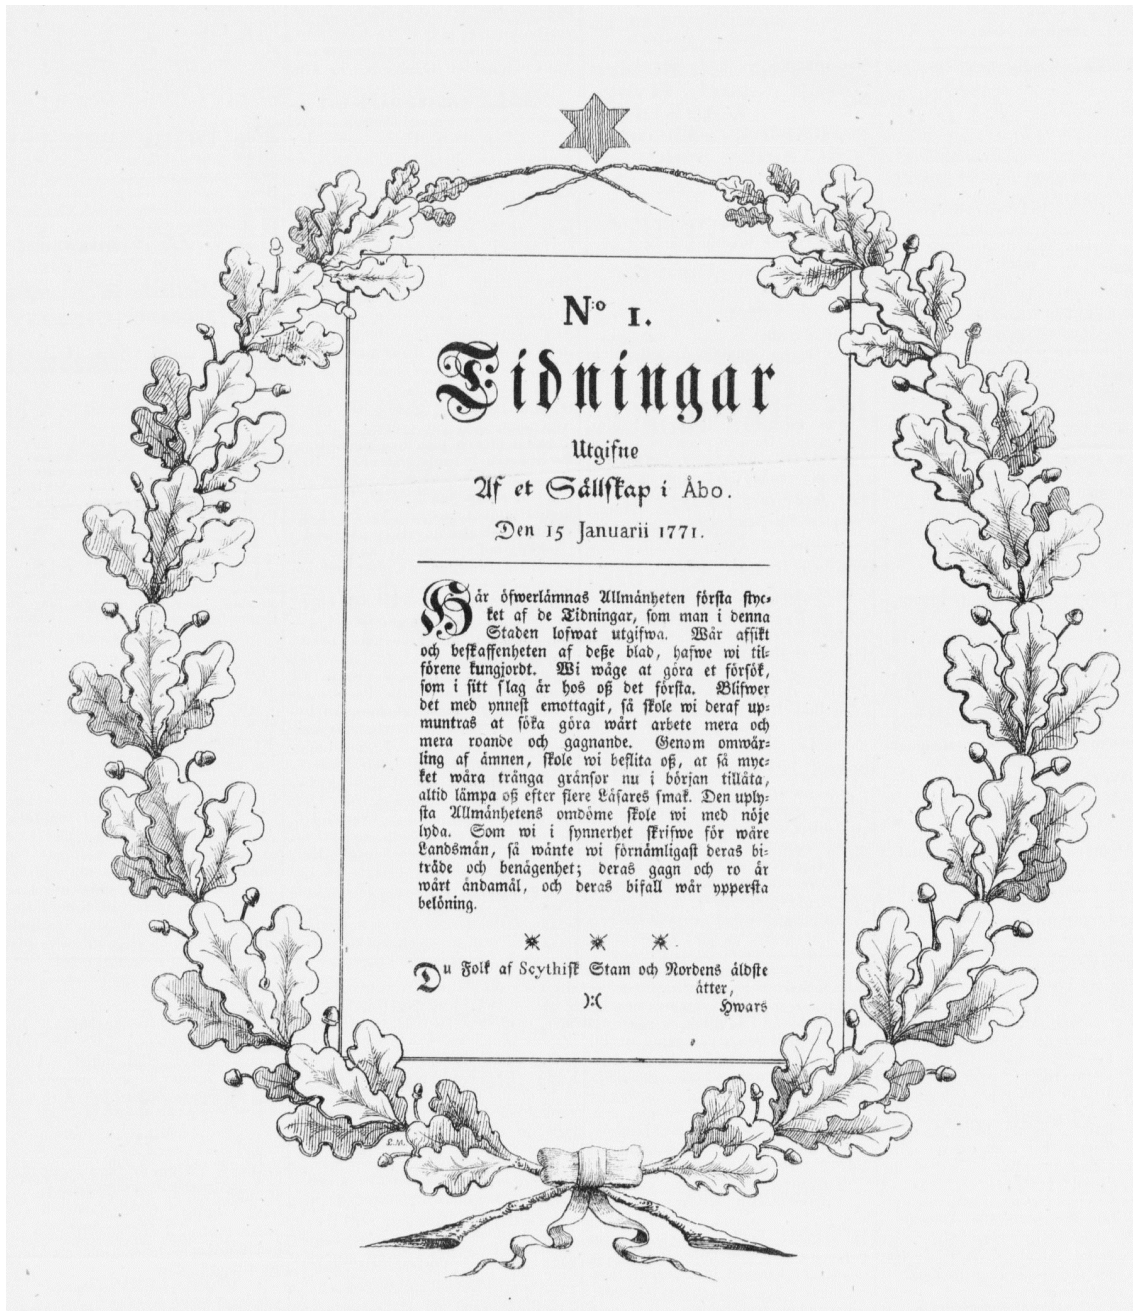 N:o 1.
Tidningar
Utgifne
Af et Sällskap i Åbo.
Den 15 Januarii 1771.
Här öfwerlämnas Allmänheten första styc=
ket af de Tidningar, som man i denna
Staden lofwat utgifwa. Wår affikt
och beskaffenheten af deße blad, hafwe wi til=
förene kungjordt. Wi wåge at göra et försök,
som i sitt slag är hos oß det första. Blifwer
det med ynnest emottagit, så skole wi deraf up=
muntras at söka göra wårt arbete mera och
mera roande och gagnande. Genom omwäx=
ling af ämnen, skole wi beflita oß, at så myc=
ket wåra trånga gränsor nu i början tillåta,
altid lämpa oß efter flere Läsares smak. Den uply=
sta Allmänhetens omdöme skole wi med nöje
lyda. Som wi i synnerhet skrifwe för wåre
Landsmän, så wänte wi förnämligast deras bi=
träde och benägenhet; deras gagn och ro är
wårt ändamål, och deras bifall wår yppersta
belöning.
Du Folk af Scythisk Stam och Nordens äldste
ätter,
):(
Hwars
L.M.